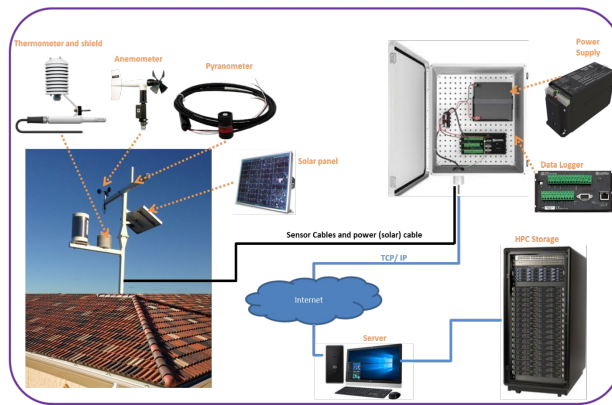 Thermometer and shield
Anemometer
Pyranometer
Solar panel
Power
Supply
Data Logger
Sensor Cables and power (solar) cable
TCP/ IP
HPC Storage
Internet
Server